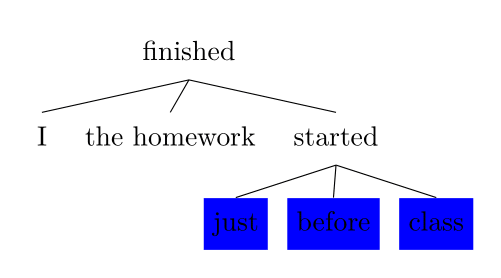 finished
I the homework started
just before class